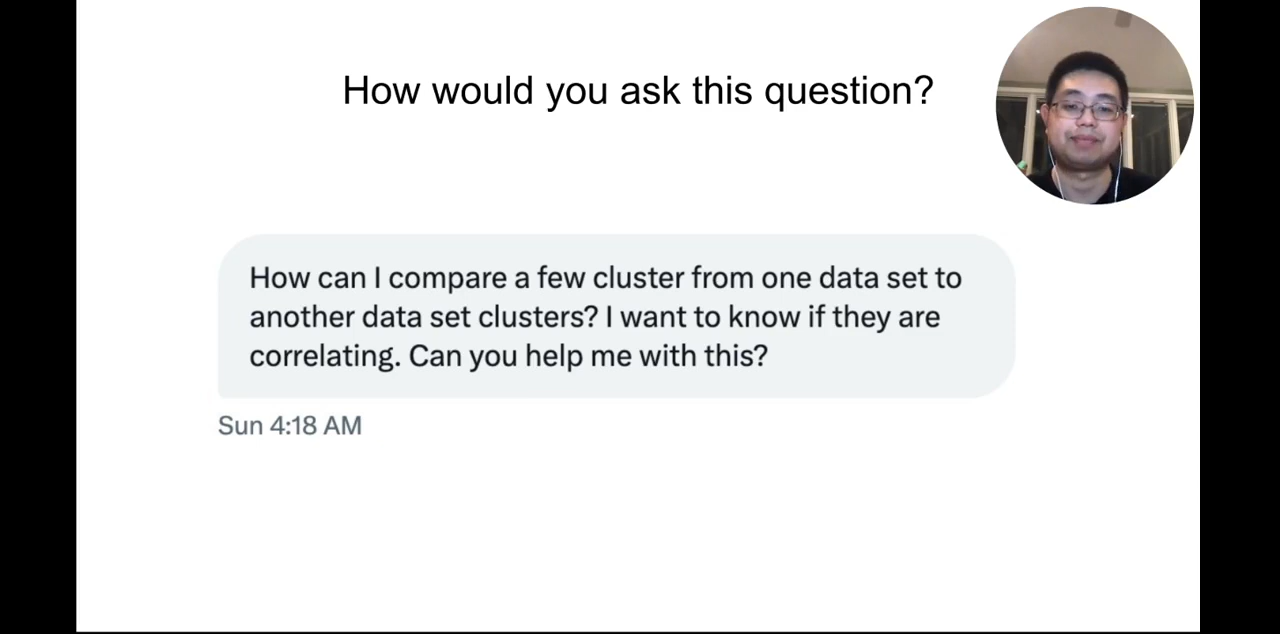 How would you ask this question?
How can I compare a few cluster from one data set to
another data set clusters? I want to know if they are
correlating. Can you help me with this?
Sun 4:18 AM